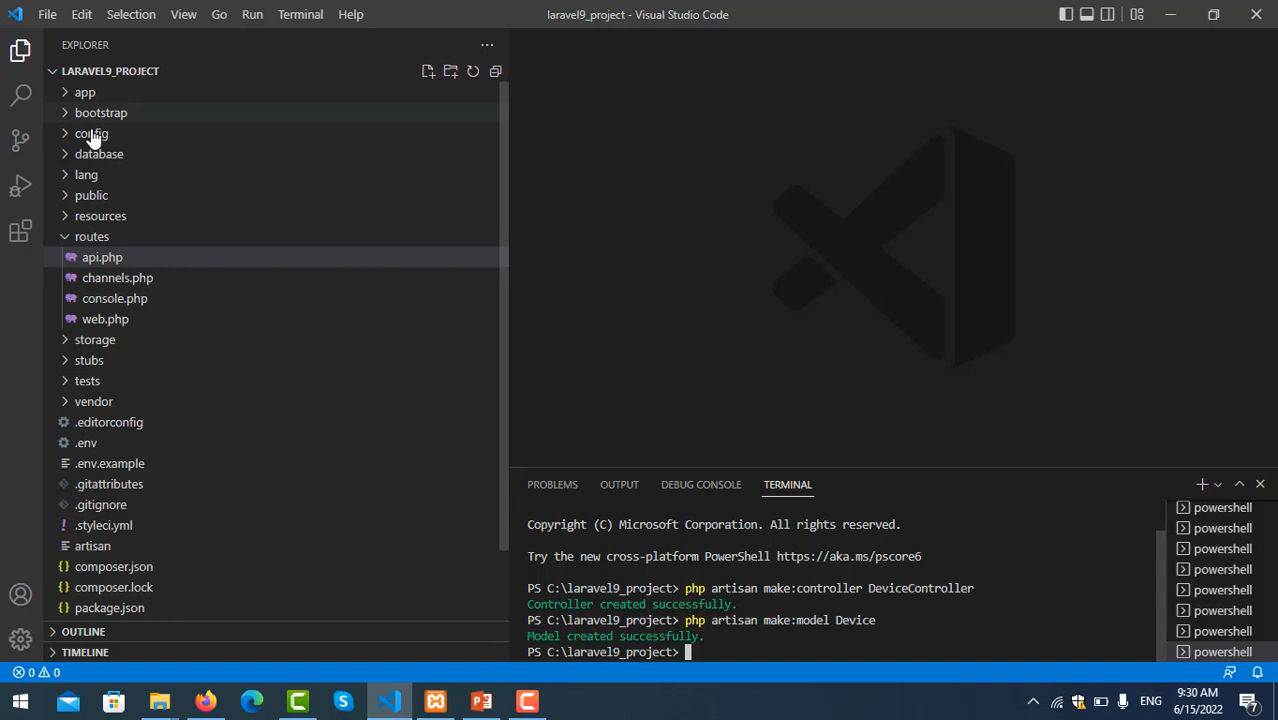 File Edit Selection View Go Run Terminal Help
laravel9_project - Visual Studio Code
EXPLORER
LARAVEL9_PROJECT
app
bootstrap
config
database
lang
public
resources
routes
api.php
channels.php
console.php
web.php
storage
stubs
tests
vendor
.editorconfig
.env
.env.example
.gitattributes
.gitignore
.styleci.yml
artisan
composer.json
composer.lock
package.json
OUTLINE
TIMELINE
PROBLEMS OUTPUT DEBUG CONSOLE TERMINAL
Copyright (C) Microsoft Corporation. All rights reserved.
Try the new cross-platform PowerShell https://aka.ms/pscore6
PS C:\laravel9_project> php artisan make:controller DeviceController
Controller created successfully.
PS C:\laravel9_project> php artisan make:model Device
Model created successfully.
PS C:\laravel9_project>
powershell
powershell
powershell
powershell
powershell
powershell
powershell
powershell
0 0
ENG
9:30 AM
6/15/2022
7